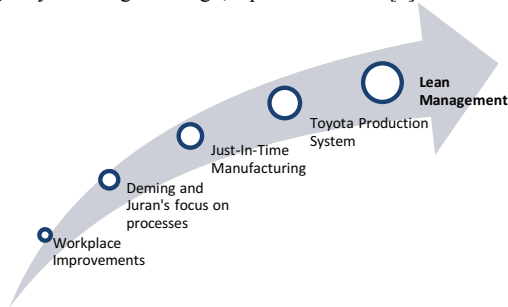 Lean
Management
Toyota Production
System
Just-In-Time
Manufacturing
Deming and
Juran's focus on
processes
Workplace
Improvements